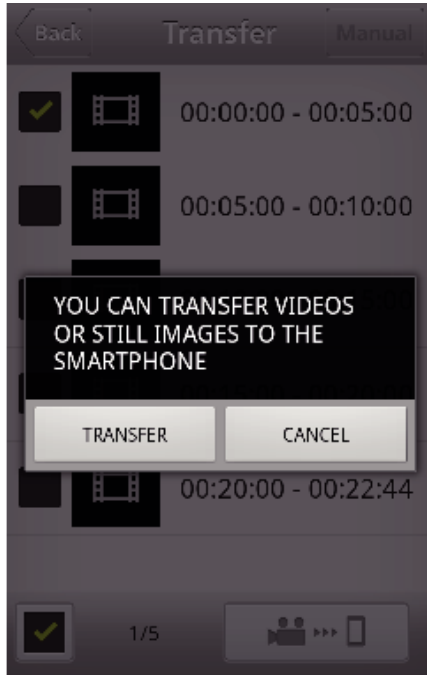 Back Transfer Manual
00:00:00 - 00:05:00
00:05:00 - 00:10:00
YOU CAN TRANSFER VIDEOS
OR STILL IMAGES TO THE
SMARTPHONE
TRANSFER CANCEL
00:20:00 - 00:22:44
1/5